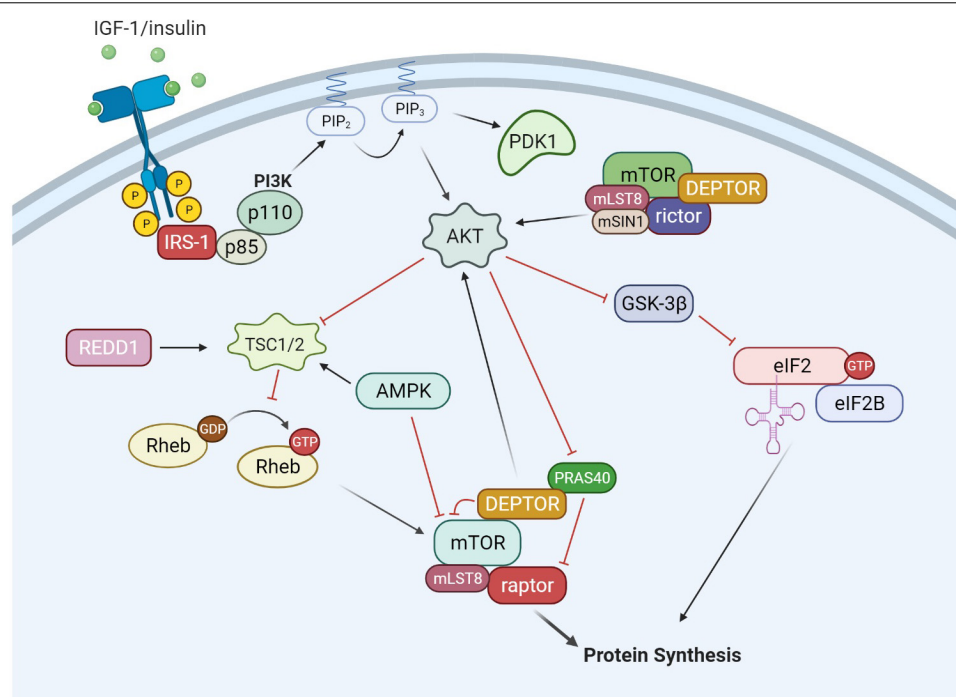 IGF-1/insulin
PIP2
PIP3
PDK1
mTOR
DEPTOR
mLST8
mSIN1
rictor
P
P
P
P
PI3K
p110
IRS-1
p85
AKT
GSK-3β
REDD1
TSC1/2
eIF2
GTP
eIF2B
AMPK
Rheb
GDP
GTP
Rheb
PRAS40
DEPTOR
mTOR
mLST8
raptor
Protein Synthesis